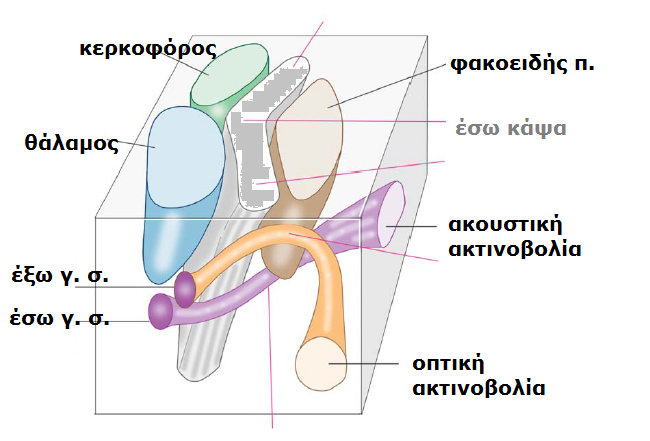 κερκοφόρος
φακοειδής π.
έσω κάψα
θάλαμος
ακουστική
ακτινοβολία
έξω γ. σ.
έσω γ. σ.
οπτική
ακτινοβολία